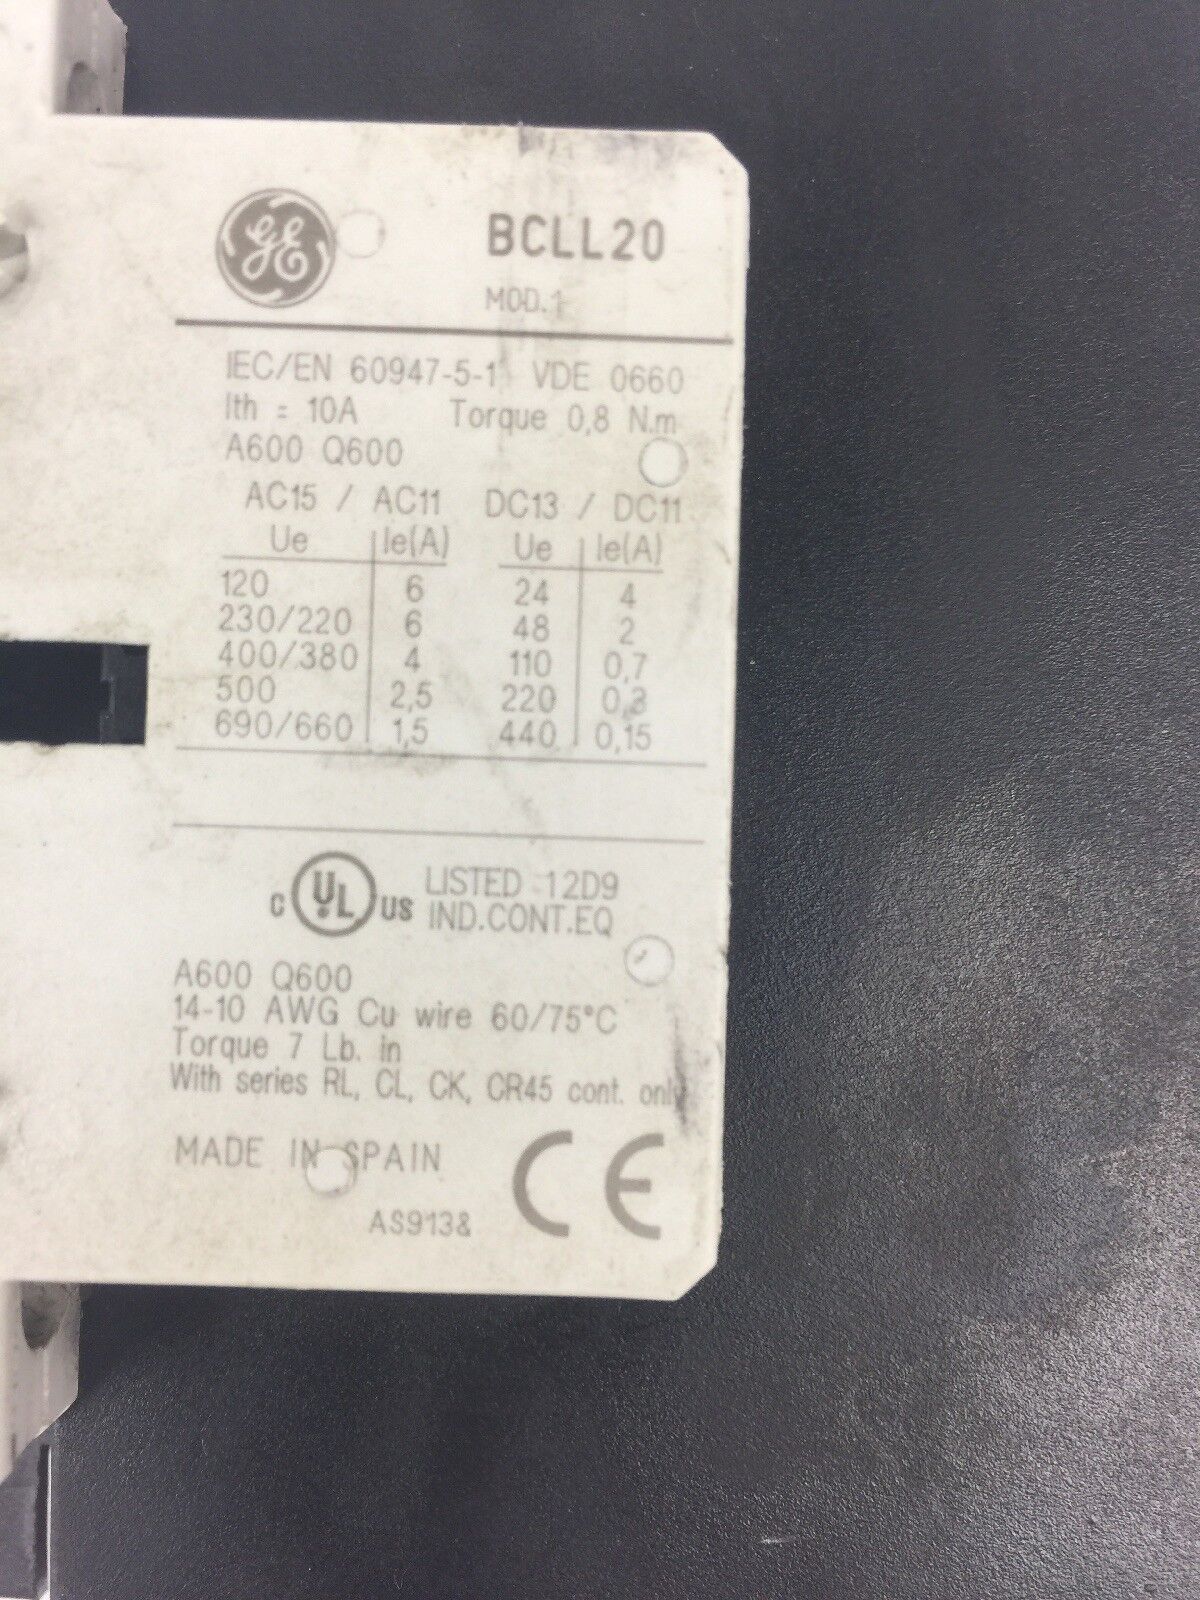 GE
BCLL20
MOD.1
IEC/EN 60947-5-1 VDE 0660
Ith = 10A Torque 0,8 N.m
A600 Q600
AC15 / AC11 DC13 / DC11
Ue Ie(A) Ue Ie(A)
120 6 24 4
230/220 6 48 2
400/380 4 110 0,7
500 2,5 220 0,3
690/660 1,5 440 0,15
C UL US LISTED 12D9
IND.CONT.EQ
A600 Q600
14-10 AWG Cu wire 60/75°C
Torque 7 Lb. in
With series RL, CL, CK, CR45 cont. only
MADE IN SPAIN
CE
AS913&